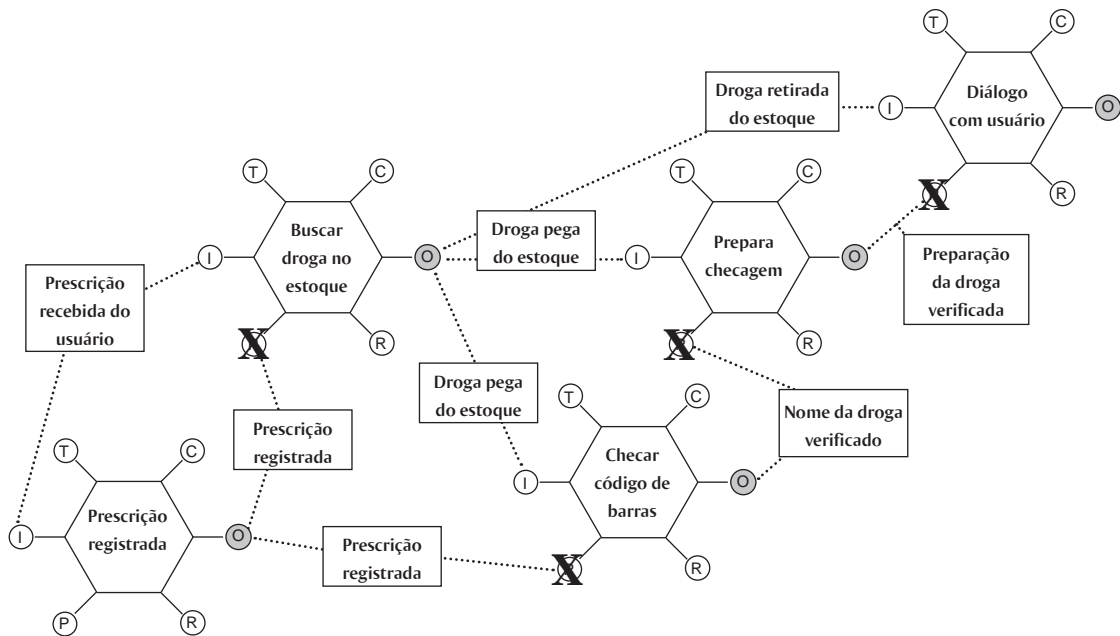 T
C
Diálogo
com usuário
I
O
R
Droga retirada
do estoque
T
C
Buscar
droga no
estoque
I
O
R
Droga pega
do estoque
T
C
Prepara
checagem
I
O
R
Preparação
da droga
verificada
Prescrição
recebida do
usuário
Droga pega
do estoque
Prescrição
registrada
Nome da droga
verificado
T
C
Checar
código de
barras
I
O
R
T
C
Prescrição
registrada
I
O
P
R
Prescrição
registrada
X
X
X
X